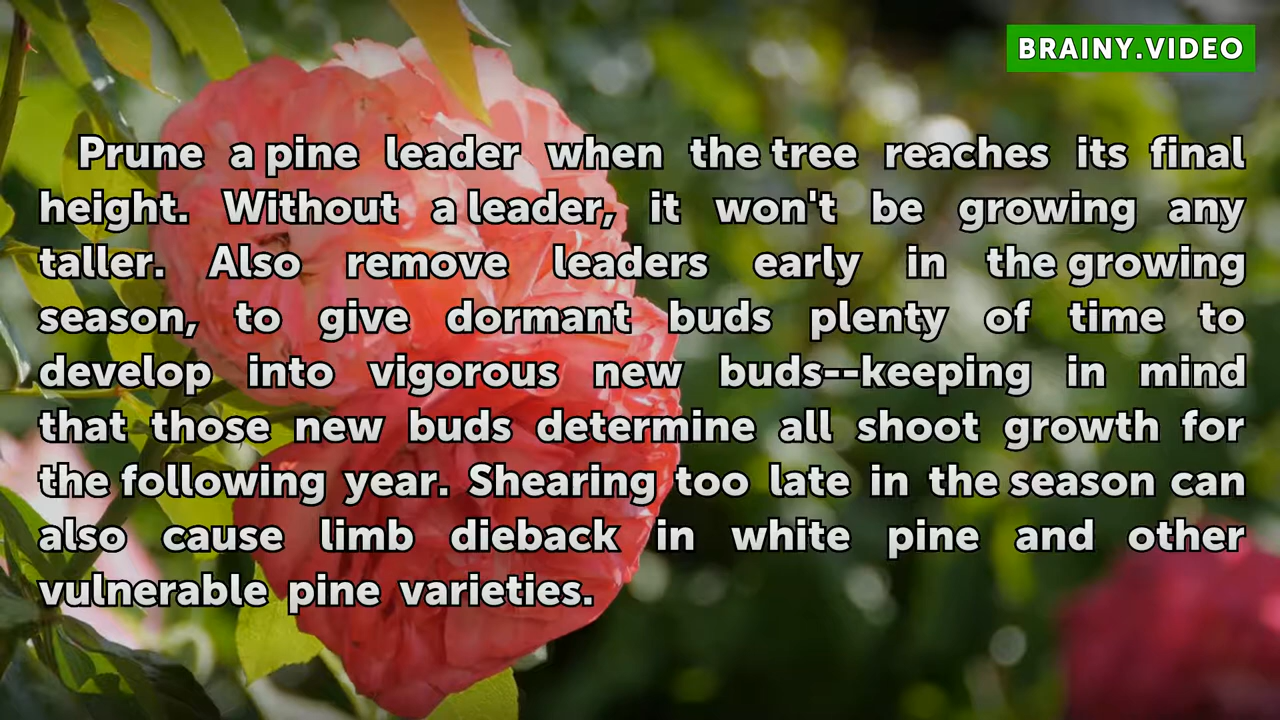 BRAINY.VIDEO
Prune a pine leader when the tree reaches its final
height. Without a leader, it won't be growing any
taller. Also remove leaders early in the growing
season, to give dormant buds plenty of time to
develop into vigorous new buds--keeping in mind
that those new buds determine all shoot growth for
the following year. Shearing too late in the season can
also cause limb dieback in white pine and other
vulnerable pine varieties.